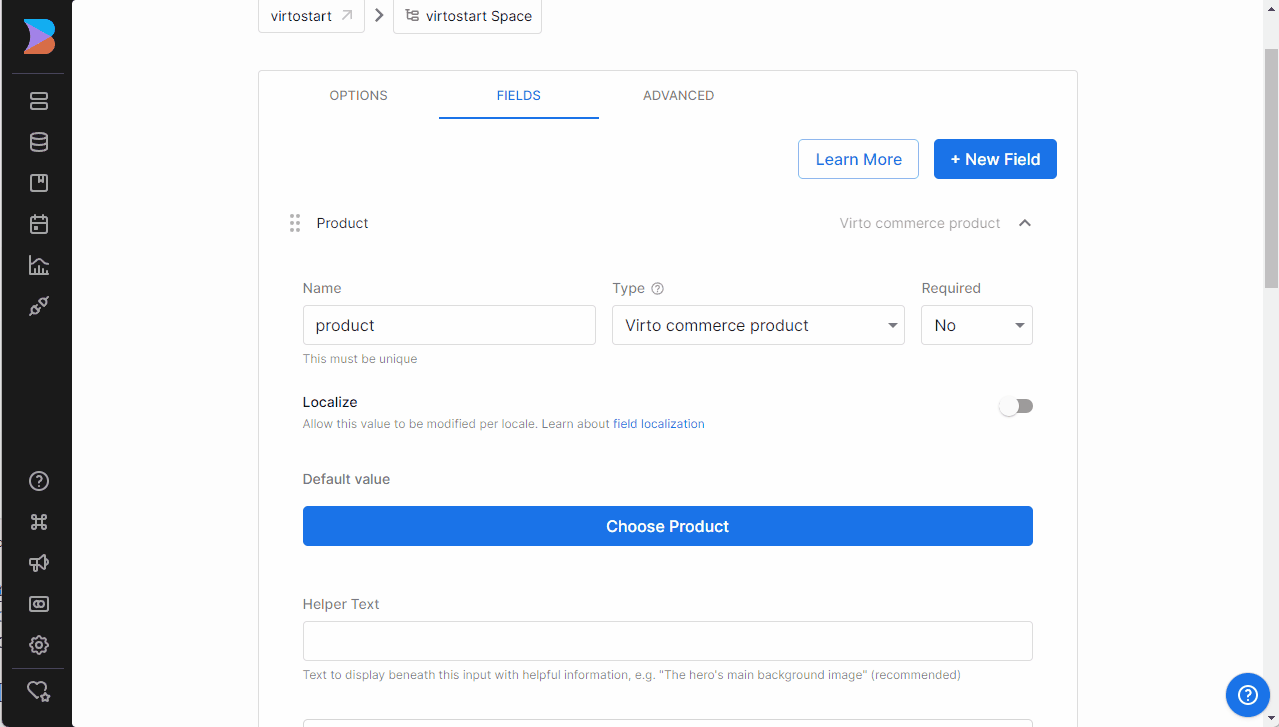 virtostart
virtostart Space
OPTIONS
FIELDS
ADVANCED
Learn More
+ New Field
Product
Virto commerce product
Name
Type
Required
product
Virto commerce product
No
This must be unique
Localize
Allow this value to be modified per locale. Learn about field localization
Default value
Choose Product
Helper Text
Text to display beneath this input with helpful information, e.g. "The hero's main background image" (recommended)